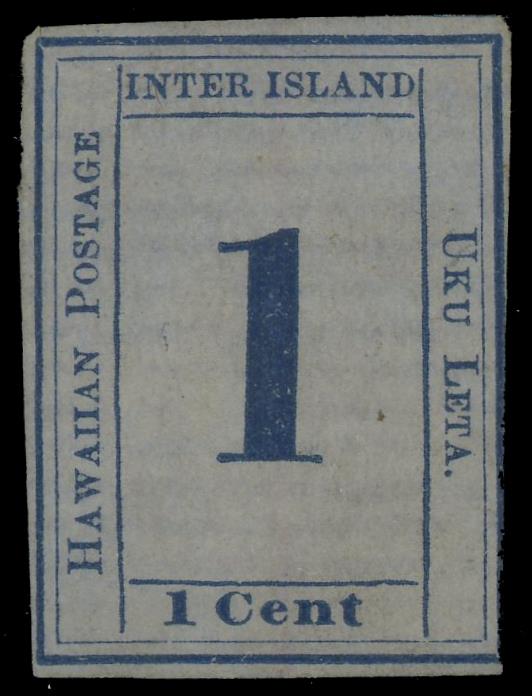 INTER ISLAND
HAWAIIAN POSTAGE
1
UKU LETA.
1 Cent